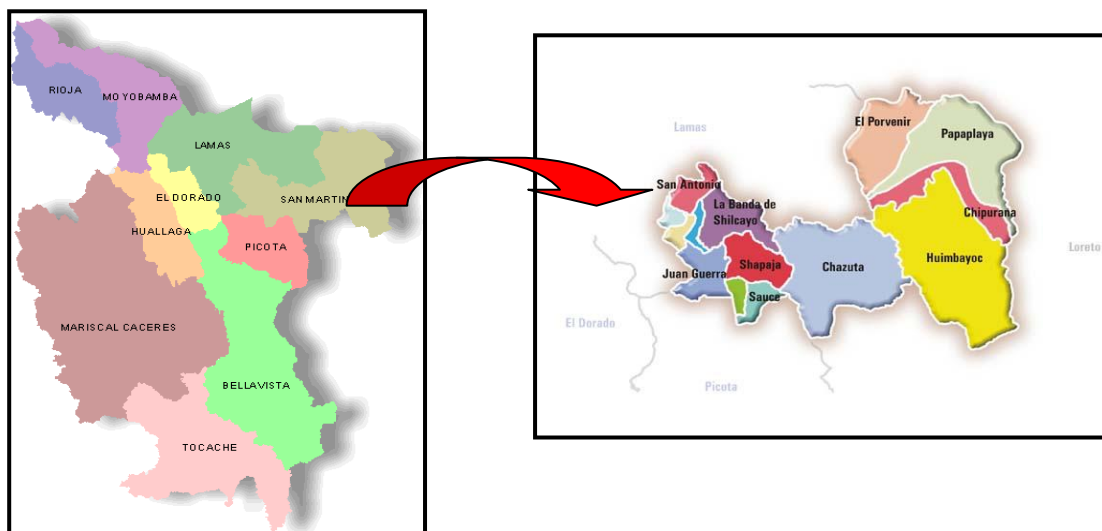 RIOJA
MOYOBAMBA
LAMAS
EL DORADO
SAN MARTIN
HUALLAGA
PICOTA
MARISCAL CACERES
BELLAVISTA
TOCACHE
El Porvenir
Lamas
Papaplaya
San Antonio
La Banda de
Shilcayo
Chipurana
Loreto
Juan Guerra
Shapaja
Chazuta
Huimbayoc
Sauce
El Dorado
Picota